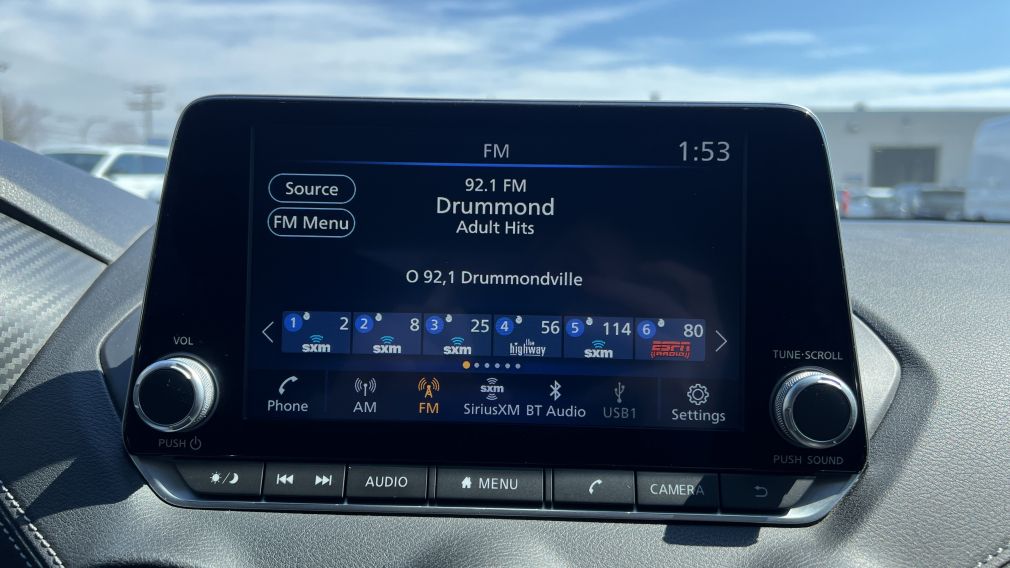 FM 1:53
Source
92.1 FM
Drummond
FM Menu
Adult Hits
O 92,1 Drummondville
1 2 2 8 3 25 4 56 5 114 6 80
sxm sxm sxm the highway sxm ESPN RADIO
VOL
TUNE·SCROLL
sxm
Phone AM FM SiriusXM BT Audio USB1 Settings
PUSH
PUSH SOUND
AUDIO MENU CAMERA